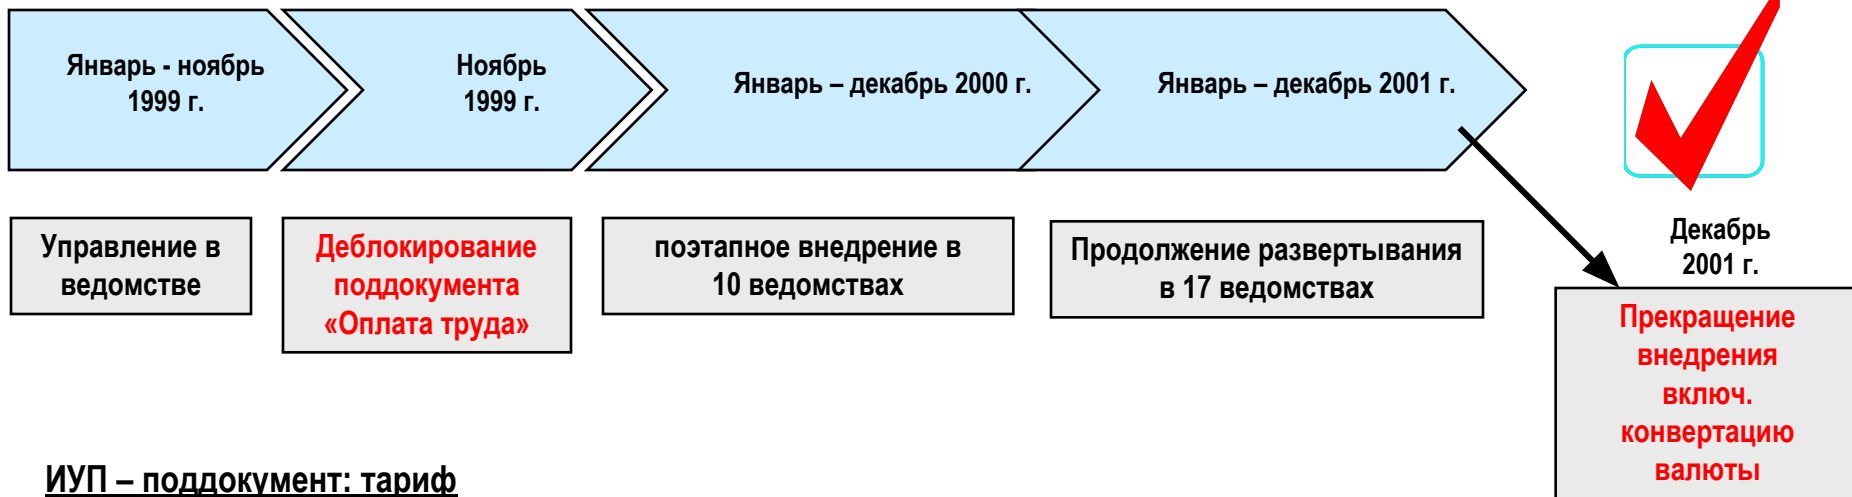 Январь - ноябрь
1999 г.
Ноябрь
1999 г.
Январь – декабрь 2000 г.
Январь – декабрь 2001 г.
Управление в
ведомстве
Деблокирование
поддокумента
«Оплата труда»
поэтапное внедрение в
10 ведомствах
Продолжение развертывания
в 17 ведомствах
Декабрь
2001 г.
Прекращение
внедрения
включ.
конвертацию
валюты
ИУП – поддокумент: тариф